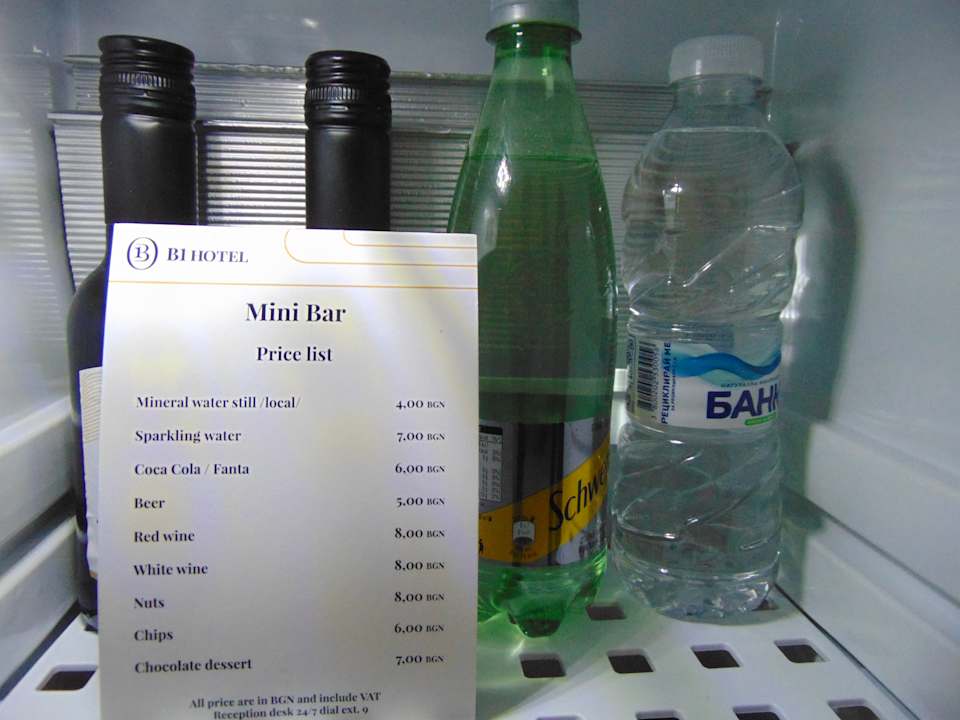 B1 HOTEL
Mini Bar
Price list
Mineral water still /local/ 4,00 BGN
Sparkling water 7,00 BGN
Coca Cola / Fanta 6,00 BGN
Beer 5,00 BGN
Red wine 8,00 BGN
White wine 8,00 BGN
Nuts 8,00 BGN
Chips 6,00 BGN
Chocolate dessert 7,00 BGN
All price are in BGN and include VAT
Reception desk 24/7 dial ext. 9
Schwe
РЕЦИКЛИРАЙ МЕ
БАНК